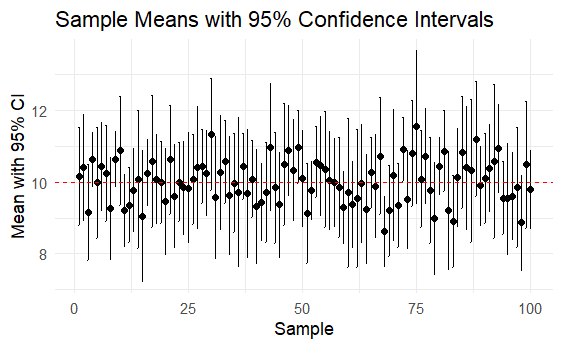 Sample Means with 95% Confidence Intervals
Mean with 95% CI
12
10
8
0 25 50 75 100
Sample